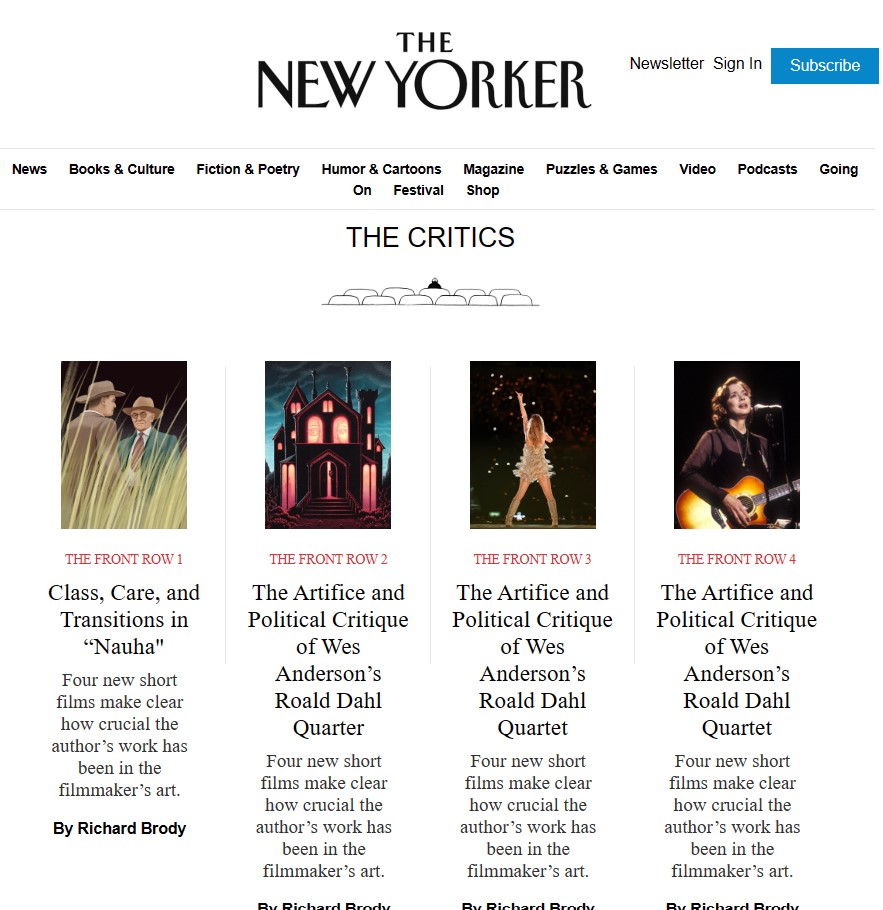 THE
NEW YORKER
Newsletter Sign In Subscribe
News Books & Culture Fiction & Poetry Humor & Cartoons Magazine Puzzles & Games Video Podcasts Going
On Festival Shop
THE CRITICS
THE FRONT ROW 1
Class, Care, and
Transitions in
“Nauha"
Four new short
films make clear
how crucial the
author’s work has
been in the
filmmaker’s art.
By Richard Brody
THE FRONT ROW 2
The Artifice and
Political Critique
of Wes
Anderson’s
Roald Dahl
Quarter
Four new short
films make clear
how crucial the
author’s work has
been in the
filmmaker’s art.
By Richard Brody
THE FRONT ROW 3
The Artifice and
Political Critique
of Wes
Anderson’s
Roald Dahl
Quartet
Four new short
films make clear
how crucial the
author’s work has
been in the
filmmaker’s art.
By Richard Brody
THE FRONT ROW 4
The Artifice and
Political Critique
of Wes
Anderson’s
Roald Dahl
Quartet
Four new short
films make clear
how crucial the
author’s work has
been in the
filmmaker’s art.
By Richard Brody